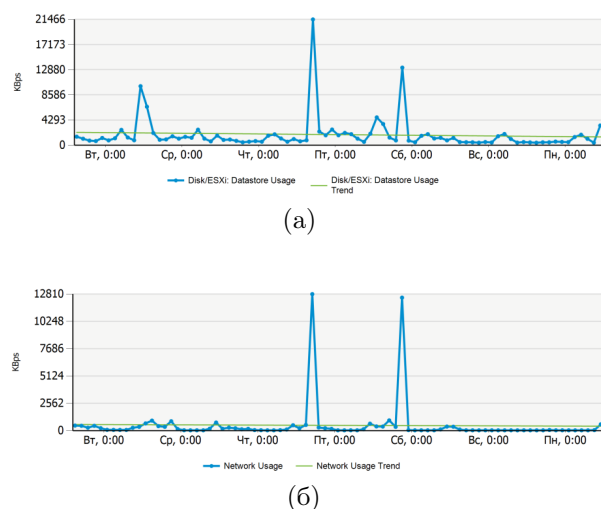 21466
17173
12880
8586
4293
0
KBps
Вт, 0:00 Ср, 0:00 Чт, 0:00 Пт, 0:00 Сб, 0:00 Вс, 0:00 Пн, 0:00
Disk/ESXi: Datastore Usage Disk/ESXi: Datastore Usage
Trend
(а)
12810
10248
7686
5124
2562
0
KBps
Вт, 0:00 Ср, 0:00 Чт, 0:00 Пт, 0:00 Сб, 0:00 Вс, 0:00 Пн, 0:00
Network Usage Network Usage Trend
(б)